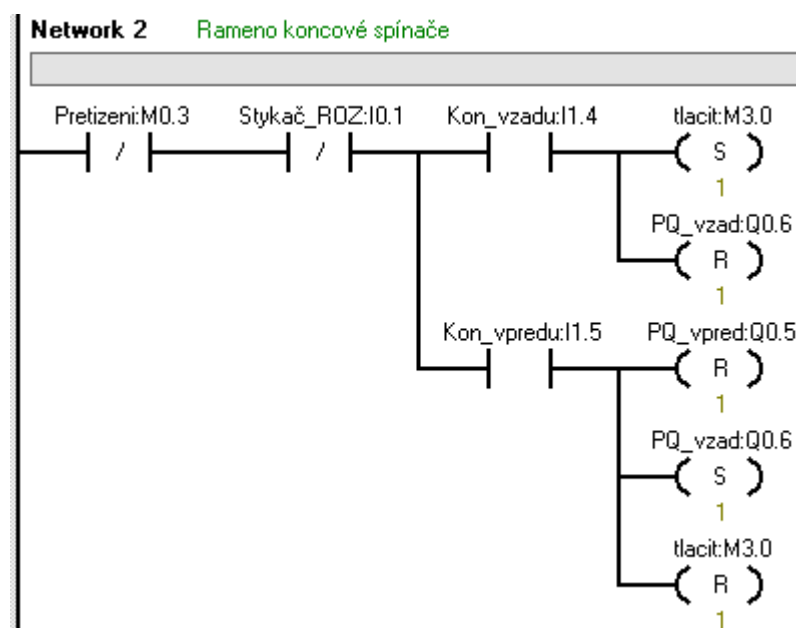 Network 2 Rameno koncové spínače
Pretizeni:M0.3 Stykač_ROZ:I0.1 Kon_vzadu:I1.4 tlacit:M3.0
/ / S
1
PQ_vzad:Q0.6
R
1
Kon_vpredu:I1.5 PQ_vpred:Q0.5
R
1
PQ_vzad:Q0.6
S
1
tlacit:M3.0
R
1